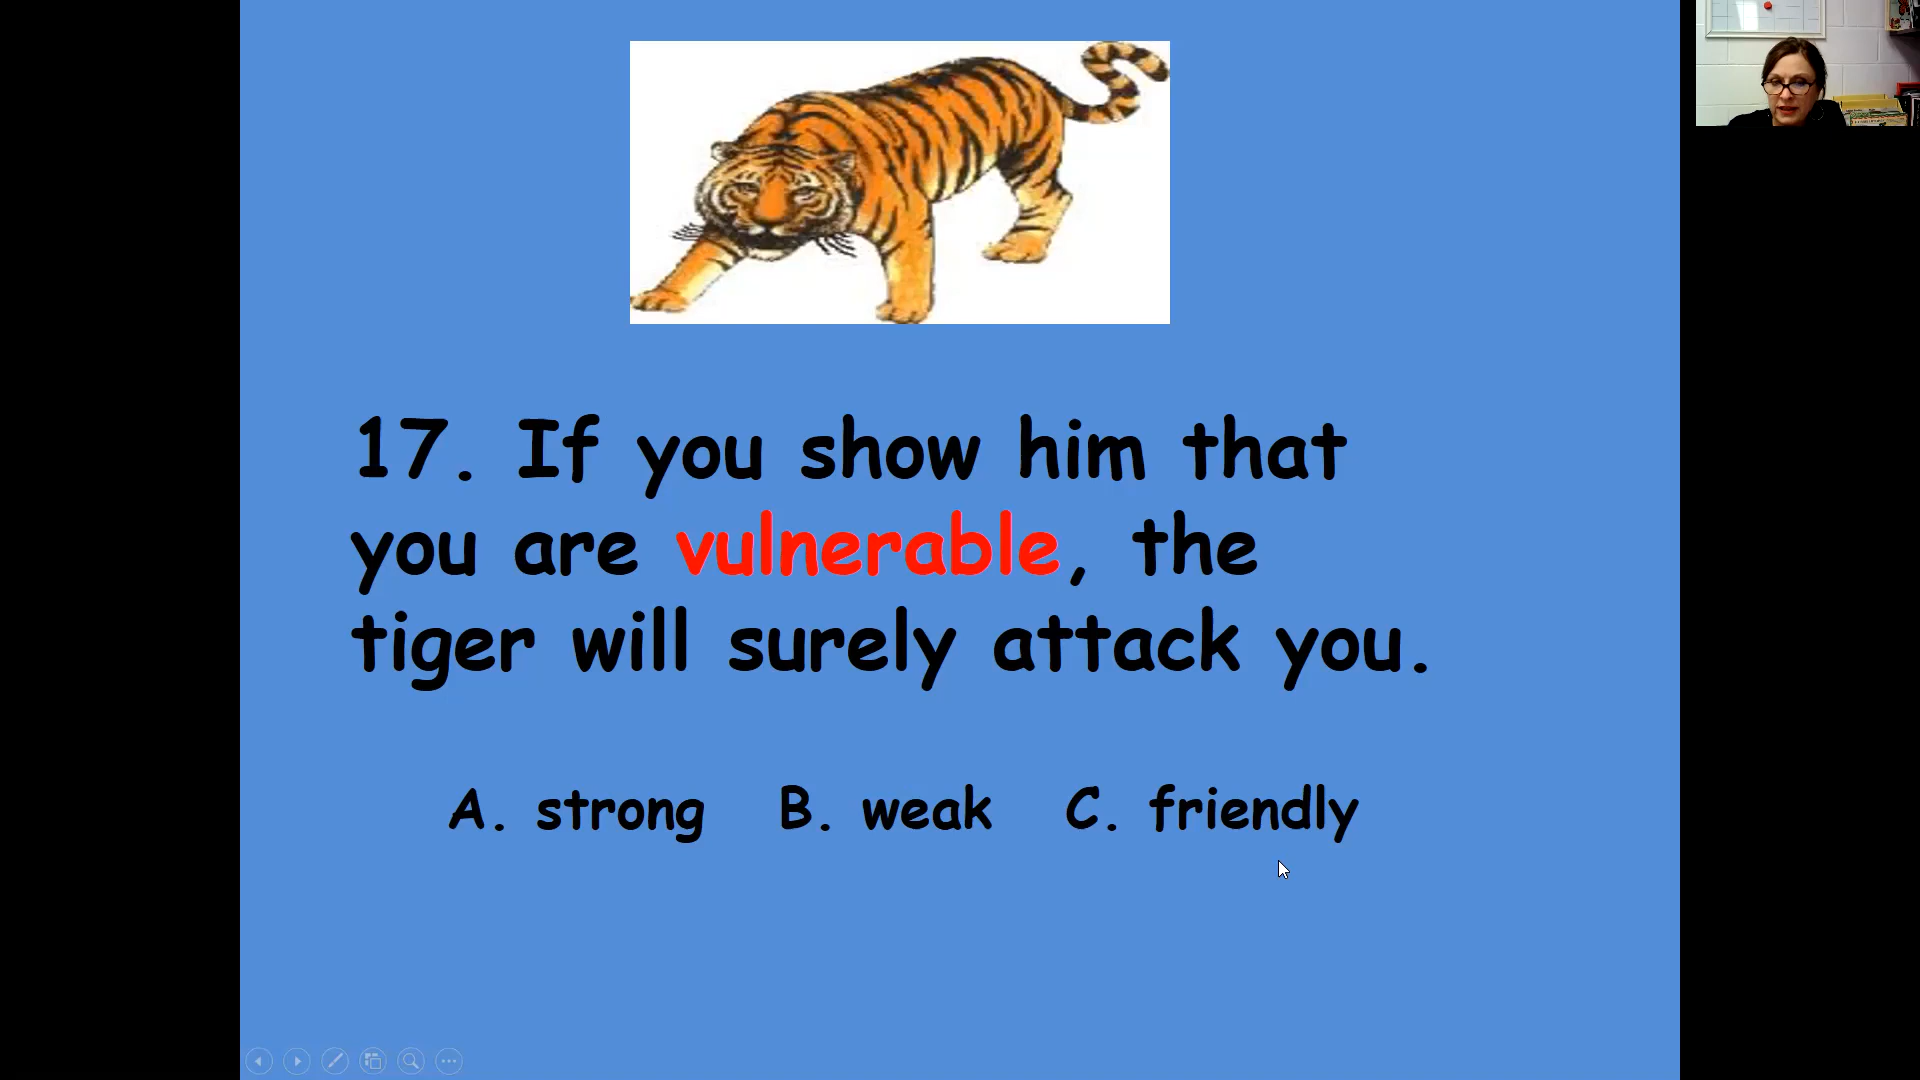 17. If you show him that
you are vulnerable, the
tiger will surely attack you.
A. strong B. weak C. friendly